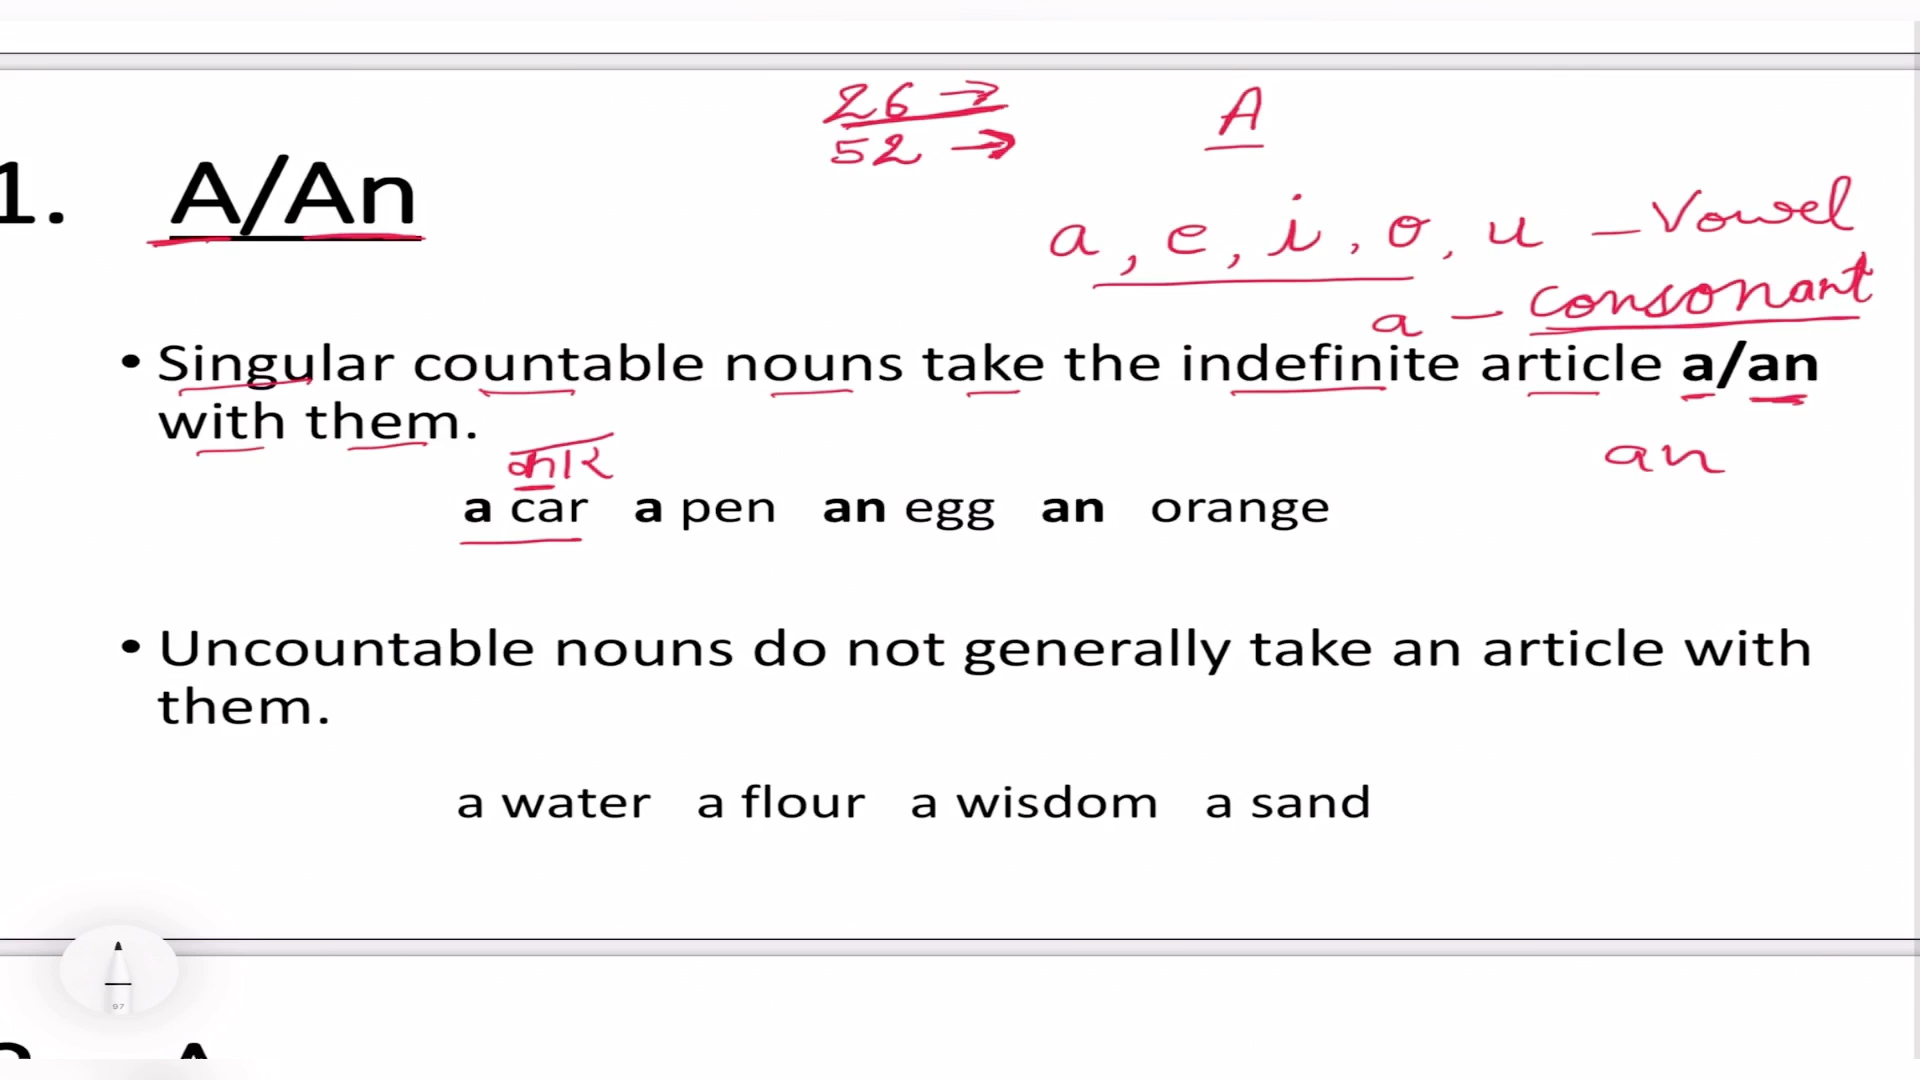 26 →
52 →
A
1. A/An
a, e, i, o, u – Vowel
a – consonant
• Singular countable nouns take the indefinite article a/an
with them.
an
कार
a car a pen an egg an orange
• Uncountable nouns do not generally take an article with
them.
a water a flour a wisdom a sand
97